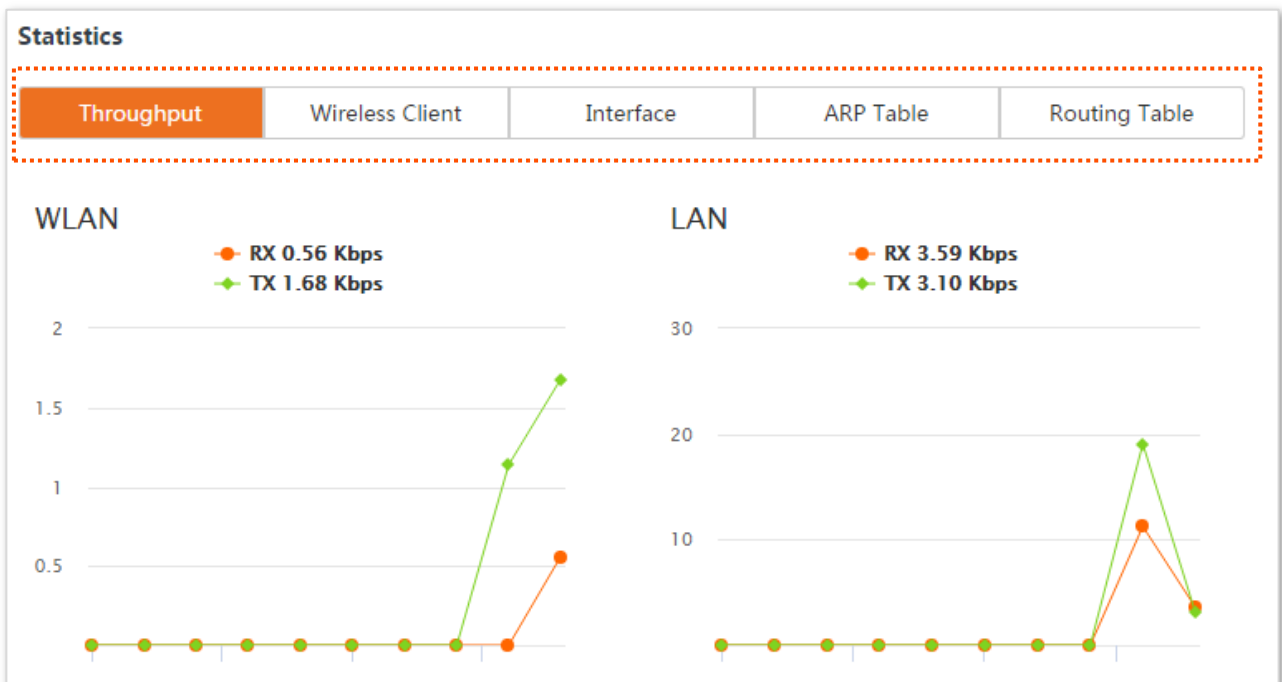 Statistics
Throughput Wireless Client Interface ARP Table Routing Table
WLAN
RX 0.56 Kbps
TX 1.68 Kbps
2
1.5
1
0.5
LAN
RX 3.59 Kbps
TX 3.10 Kbps
30
20
10